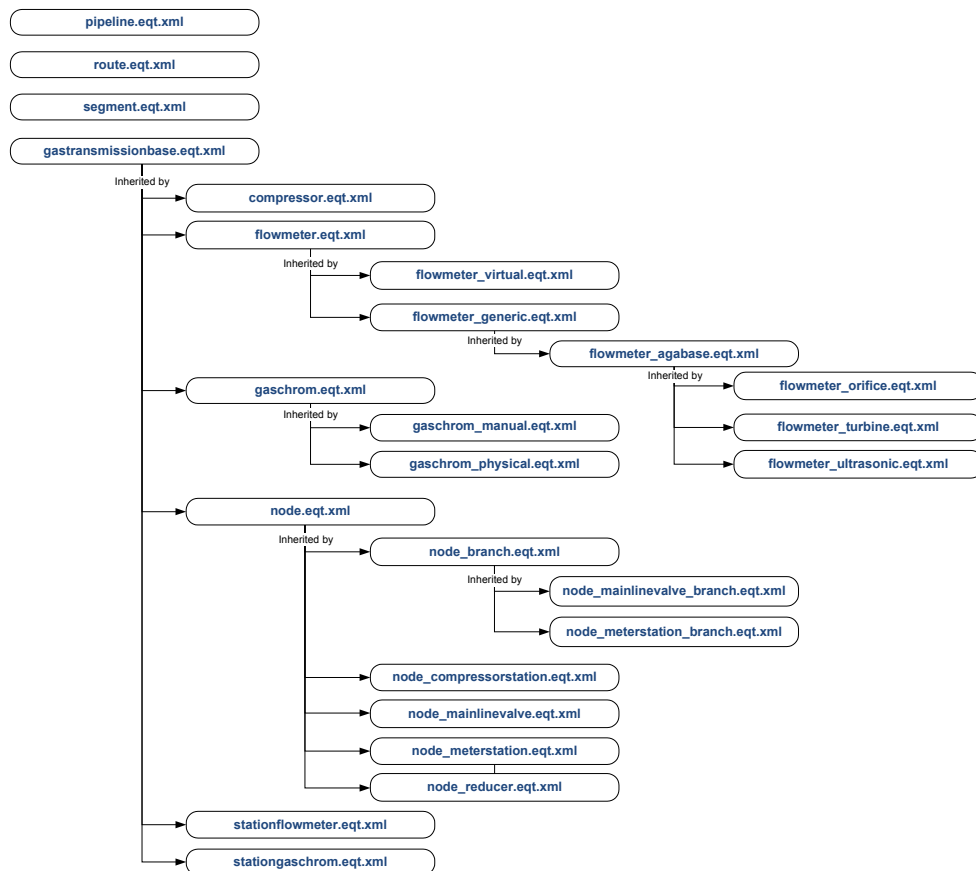 pipeline.eqt.xml
route.eqt.xml
segment.eqt.xml
gastransmissionbase.eqt.xml
Inherited by
compressor.eqt.xml
flowmeter.eqt.xml
Inherited by
flowmeter_virtual.eqt.xml
flowmeter_generic.eqt.xml
Inherited by
flowmeter_agabase.eqt.xml
Inherited by
flowmeter_orifice.eqt.xml
flowmeter_turbine.eqt.xml
flowmeter_ultrasonic.eqt.xml
gaschrom.eqt.xml
Inherited by
gaschrom_manual.eqt.xml
gaschrom_physical.eqt.xml
node.eqt.xml
Inherited by
node_branch.eqt.xml
Inherited by
node_mainlinevalve_branch.eqt.xml
node_meterstation_branch.eqt.xml
node_compressorstation.eqt.xml
node_mainlinevalve.eqt.xml
node_meterstation.eqt.xml
node_reducer.eqt.xml
stationflowmeter.eqt.xml
stationgaschrom.eqt.xml